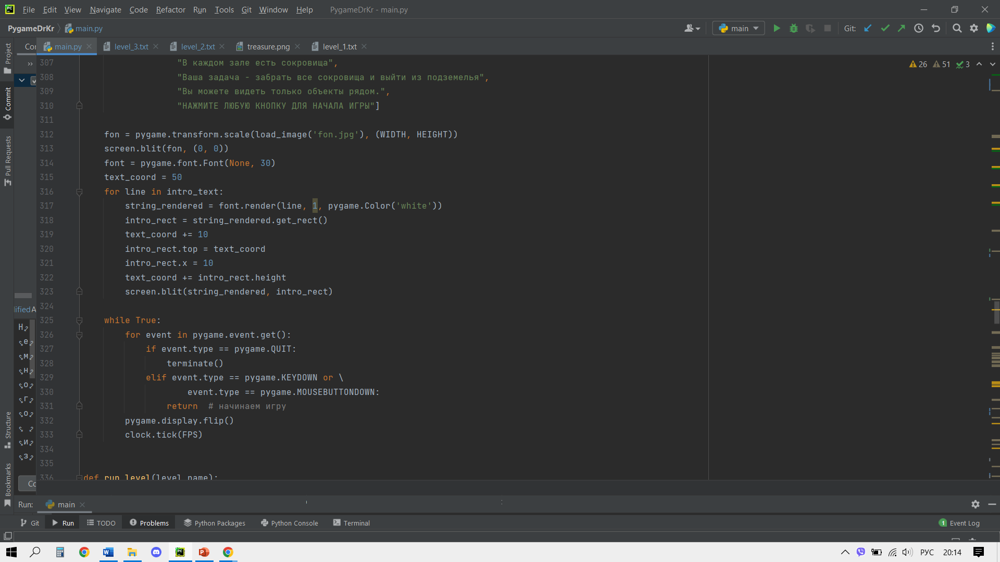 File Edit View Navigate Code Refactor Run Tools Git Window Help PygameDrKr - main.py
PygameDrKr main.py main Git:
Project
Commit
Pull Requests
Structure
Bookmarks
Cor main.py level_3.txt level_2.txt treasure.png level_1.txt
26 51 3
307 "В каждом зале есть сокровища",
308 "Ваша задача - забрать все сокровища и выйти из подземелья",
309 "Вы можете видеть только объекты рядом.",
310 "НАЖМИТЕ ЛЮБУЮ КНОПКУ ДЛЯ НАЧАЛА ИГРЫ"]
311
312 fon = pygame.transform.scale(load_image('fon.jpg'), (WIDTH, HEIGHT))
313 screen.blit(fon, (0, 0))
314 font = pygame.font.Font(None, 30)
315 text_coord = 50
316 for line in intro_text:
317 string_rendered = font.render(line, 1, pygame.Color('white'))
318 intro_rect = string_rendered.get_rect()
319 text_coord += 10
320 intro_rect.top = text_coord
321 intro_rect.x = 10
322 text_coord += intro_rect.height
323 screen.blit(string_rendered, intro_rect)
324
325 while True:
326 for event in pygame.event.get():
327 if event.type == pygame.QUIT:
328 terminate()
329 elif event.type == pygame.KEYDOWN or \
330 event.type == pygame.MOUSEBUTTONDOWN:
331 return # начинаем игру
332 pygame.display.flip()
333 clock.tick(FPS)
334
335
336 def run_level(level_name):
ified A
Н
е
м
н
о
г
о
и
з
Co
Run: main
Git Run TODO Problems Python Packages Python Console Terminal 1 Event Log
РУС 20:14